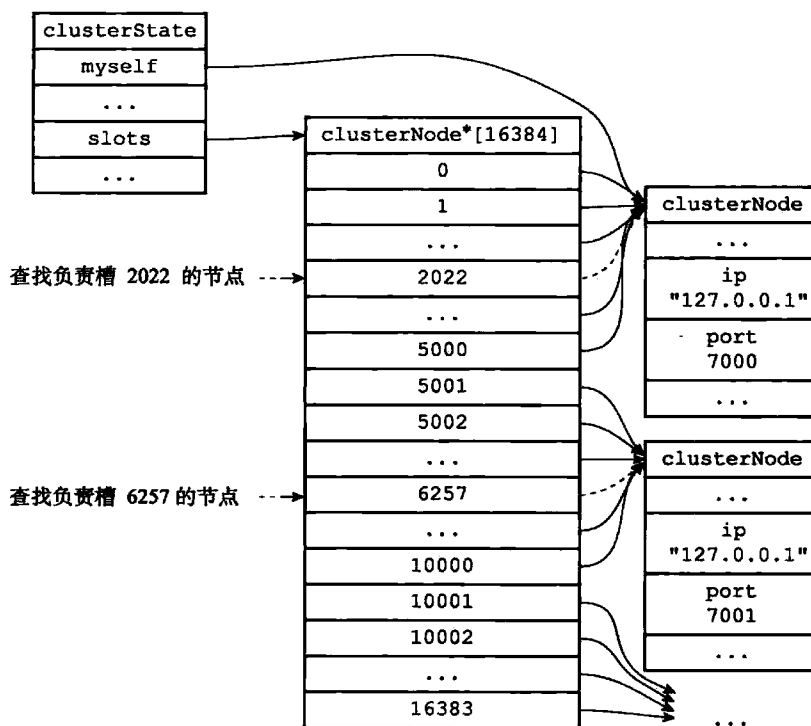 clusterState
myself
...
slots
...
clusterNode*[16384]
0
1
...
2022
...
5000
5001
5002
...
6257
...
10000
10001
10002
...
16383
查找负责槽 2022 的节点
查找负责槽 6257 的节点
clusterNode
...
ip
"127.0.0.1"
port
7000
...
clusterNode
...
ip
"127.0.0.1"
port
7001
...
...